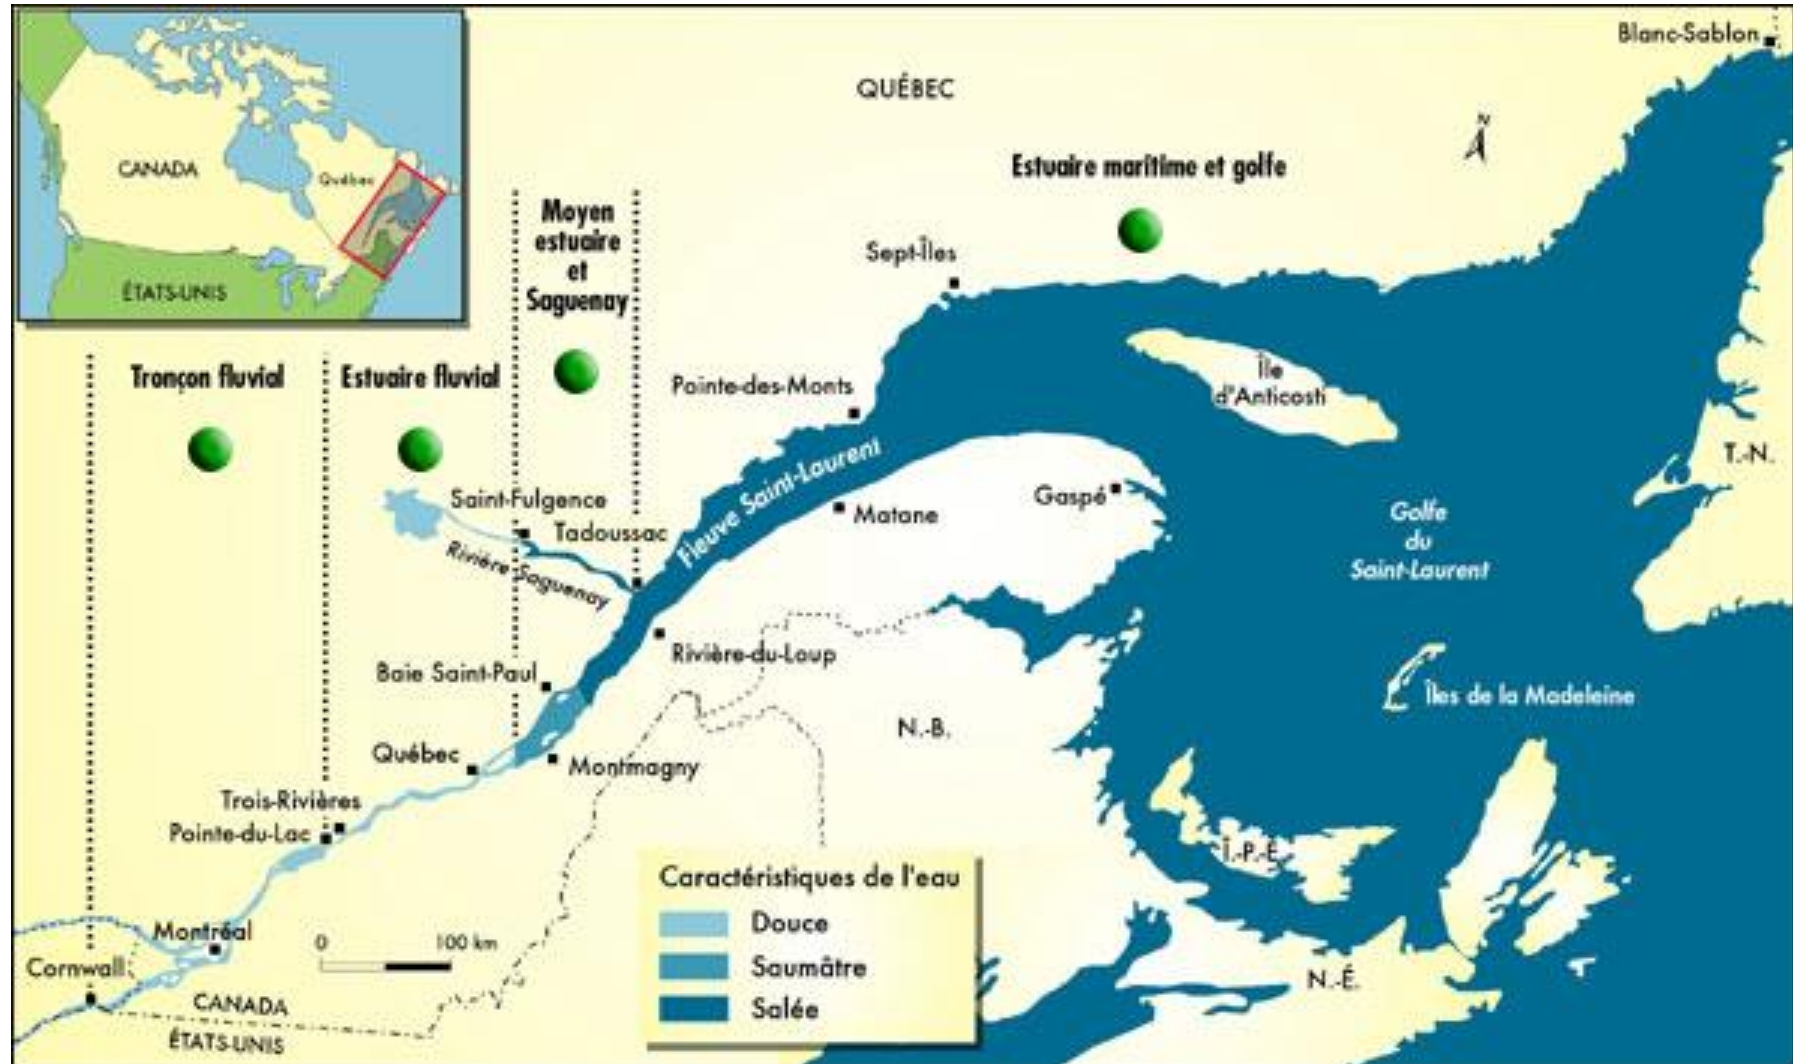 CANADA
Québec
ÉTATS-UNIS
QUÉBEC
Blanc-Sablon
N
Estuaire maritime et golfe
Moyen
estuaire
et
Saguenay
Sept-Îles
Tronçon fluvial
Estuaire fluvial
Pointe-des-Monts
Île
d'Anticosti
T.-N.
Fleuve Saint-Laurent
Saint-Fulgence
Tadoussac
Rivière Saguenay
Matane
Gaspé
Golfe
du
Saint-Laurent
Rivière-du-Loup
Baie Saint-Paul
Îles de la Madeleine
N.-B.
Québec
Montmagny
Trois-Rivières
Pointe-du-Lac
Î.-P.-É.
Montréal
Cornwall
0 100 km
CANADA
ÉTATS-UNIS
N.-É.
Caractéristiques de l'eau
Douce
Saumâtre
Salée